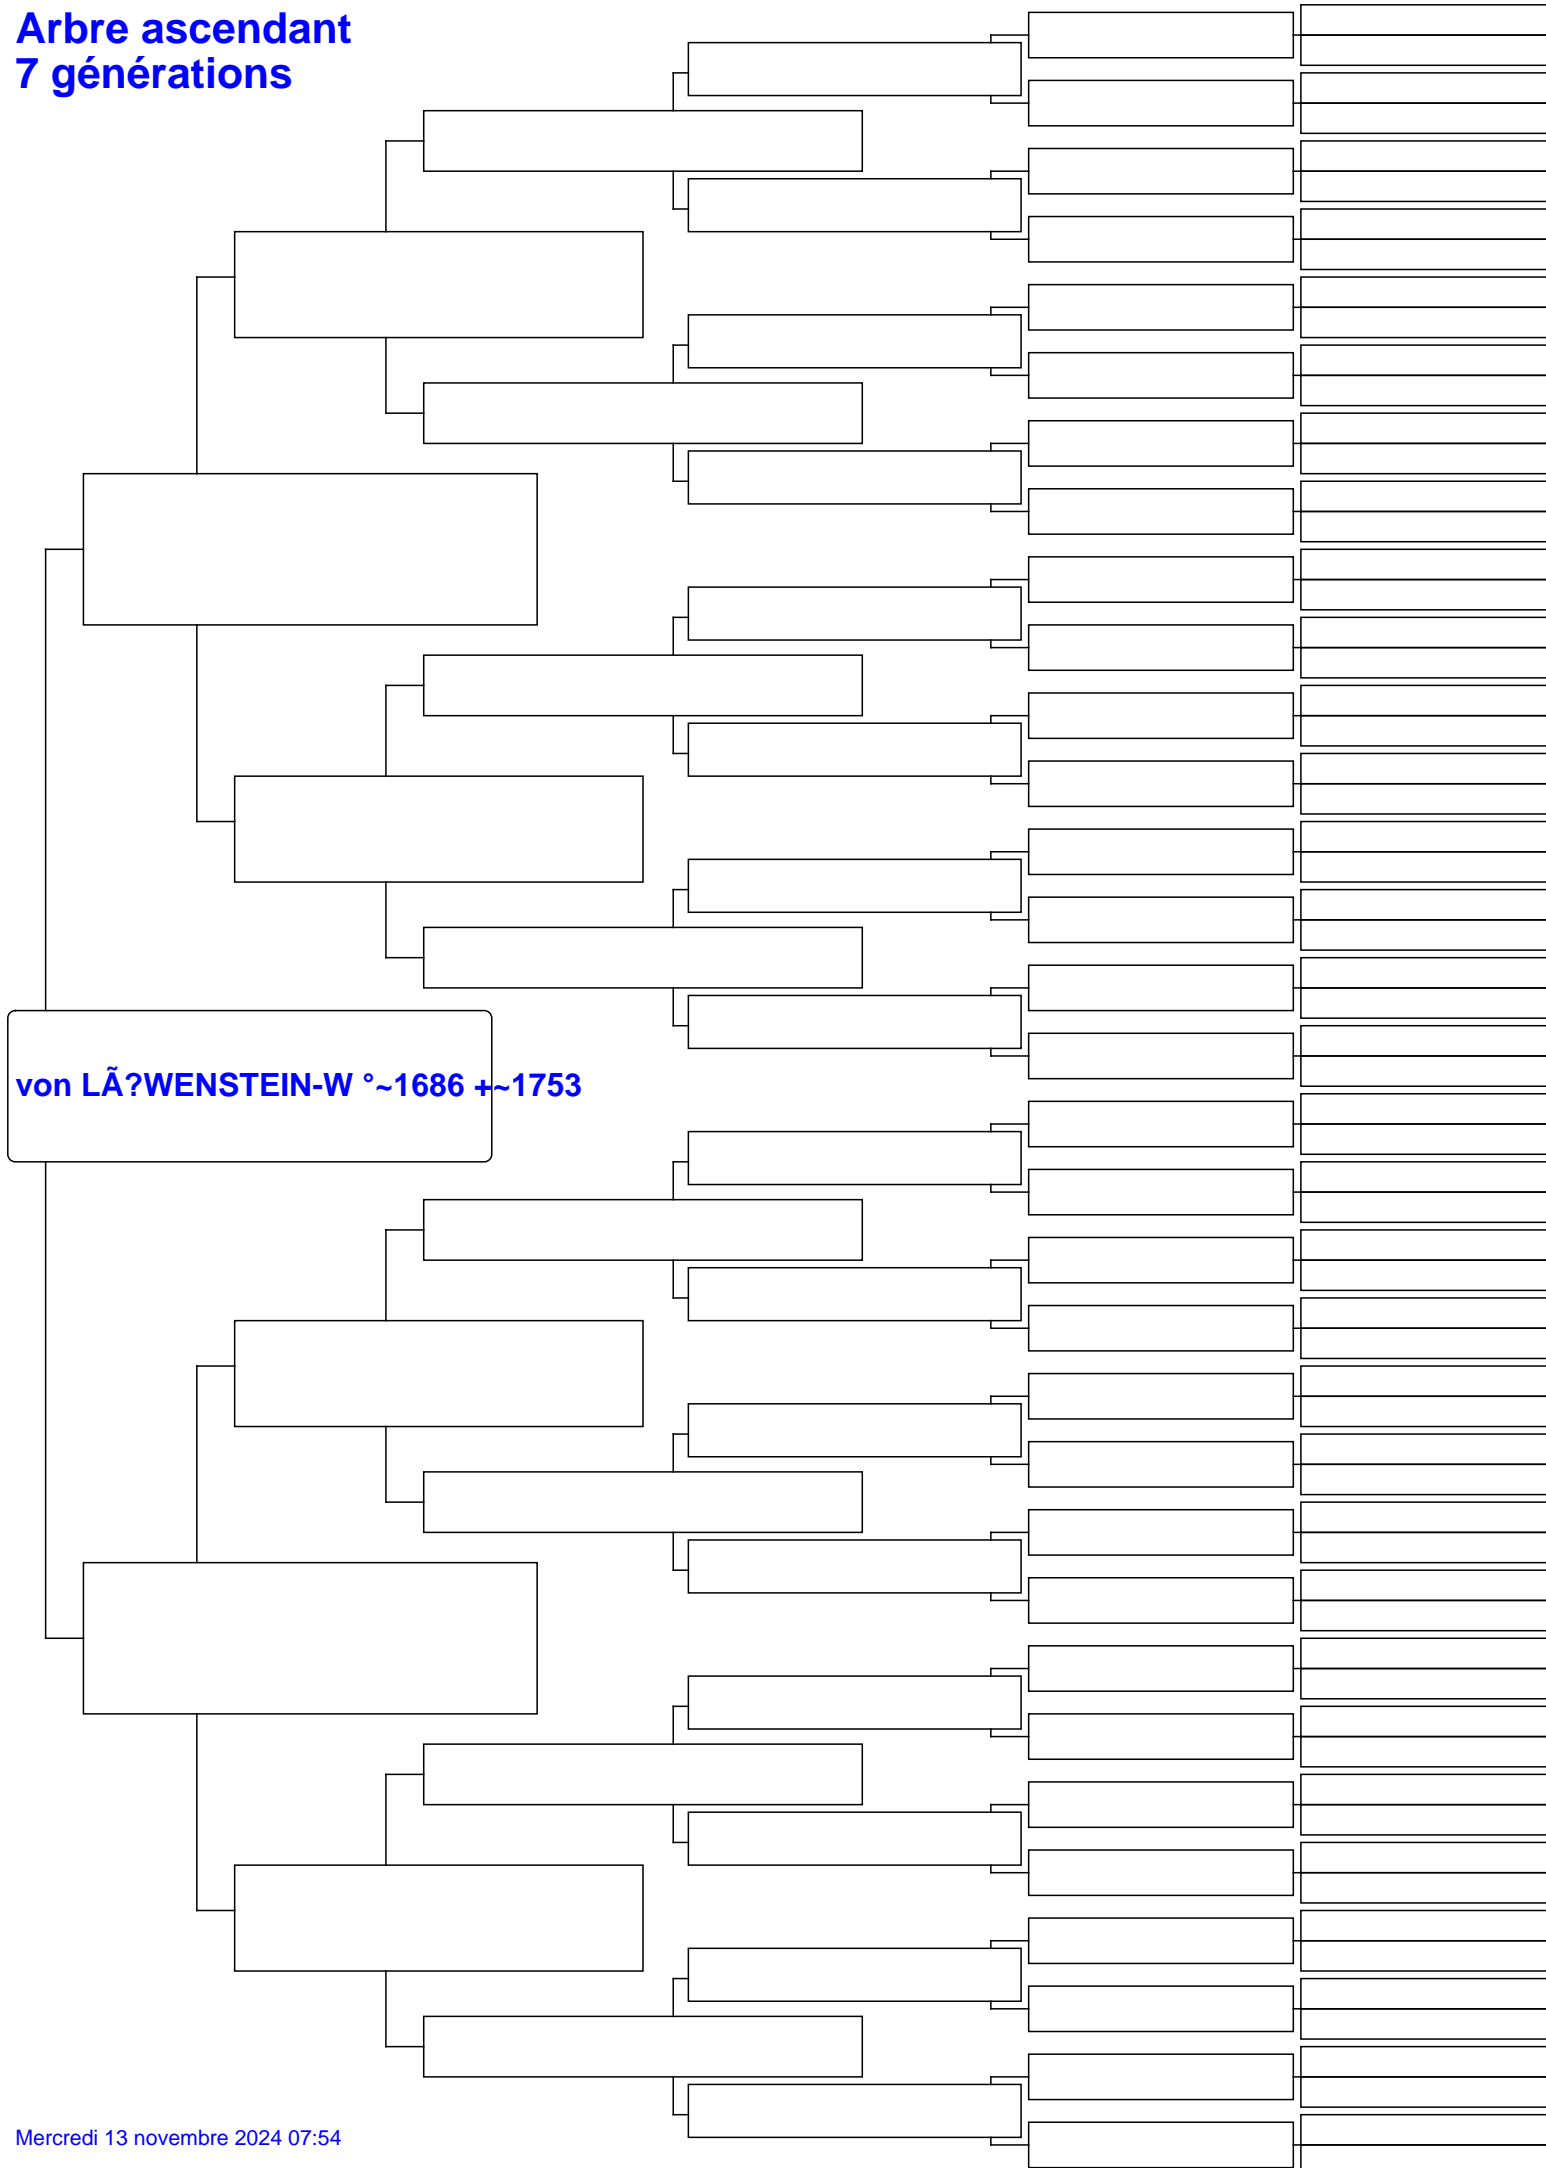 Arbre ascendant
7 générations
von LÃ?WENSTEIN-W °~1686 +~1753
Mercredi 13 novembre 2024 07:54